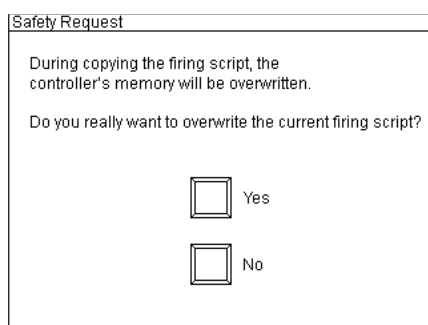 Safety Request
During copying the firing script, the
controller's memory will be overwritten.
Do you really want to overwrite the current firing script?
Yes
No